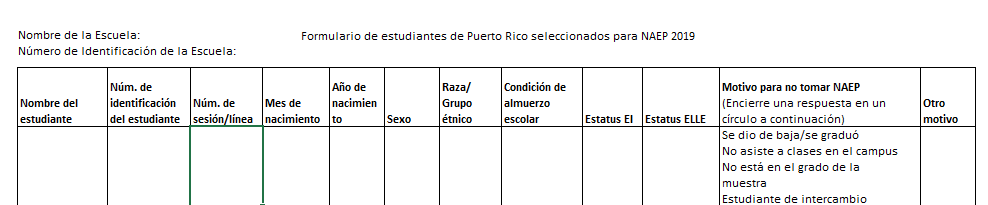 Nombre de la Escuela:
Formulario de estudiantes de Puerto Rico seleccionados para NAEP 2019
Número de Identificación de la Escuela:
Nombre del estudiante
Núm. de identificación del estudiante
Núm. de sesión/línea
Mes de nacimiento
Año de nacimien to
Sexo
Raza/ Grupo étnico
Condición de almuerzo escolar
Estatus EI
Estatus ELLE
Motivo para no tomar NAEP
(Encierre una respuesta en un círculo a continuación)
Otro motivo
Se dio de baja/se graduó
No asiste a clases en el campus
No está en el grado de la
muestra
Estudiante de intercambio